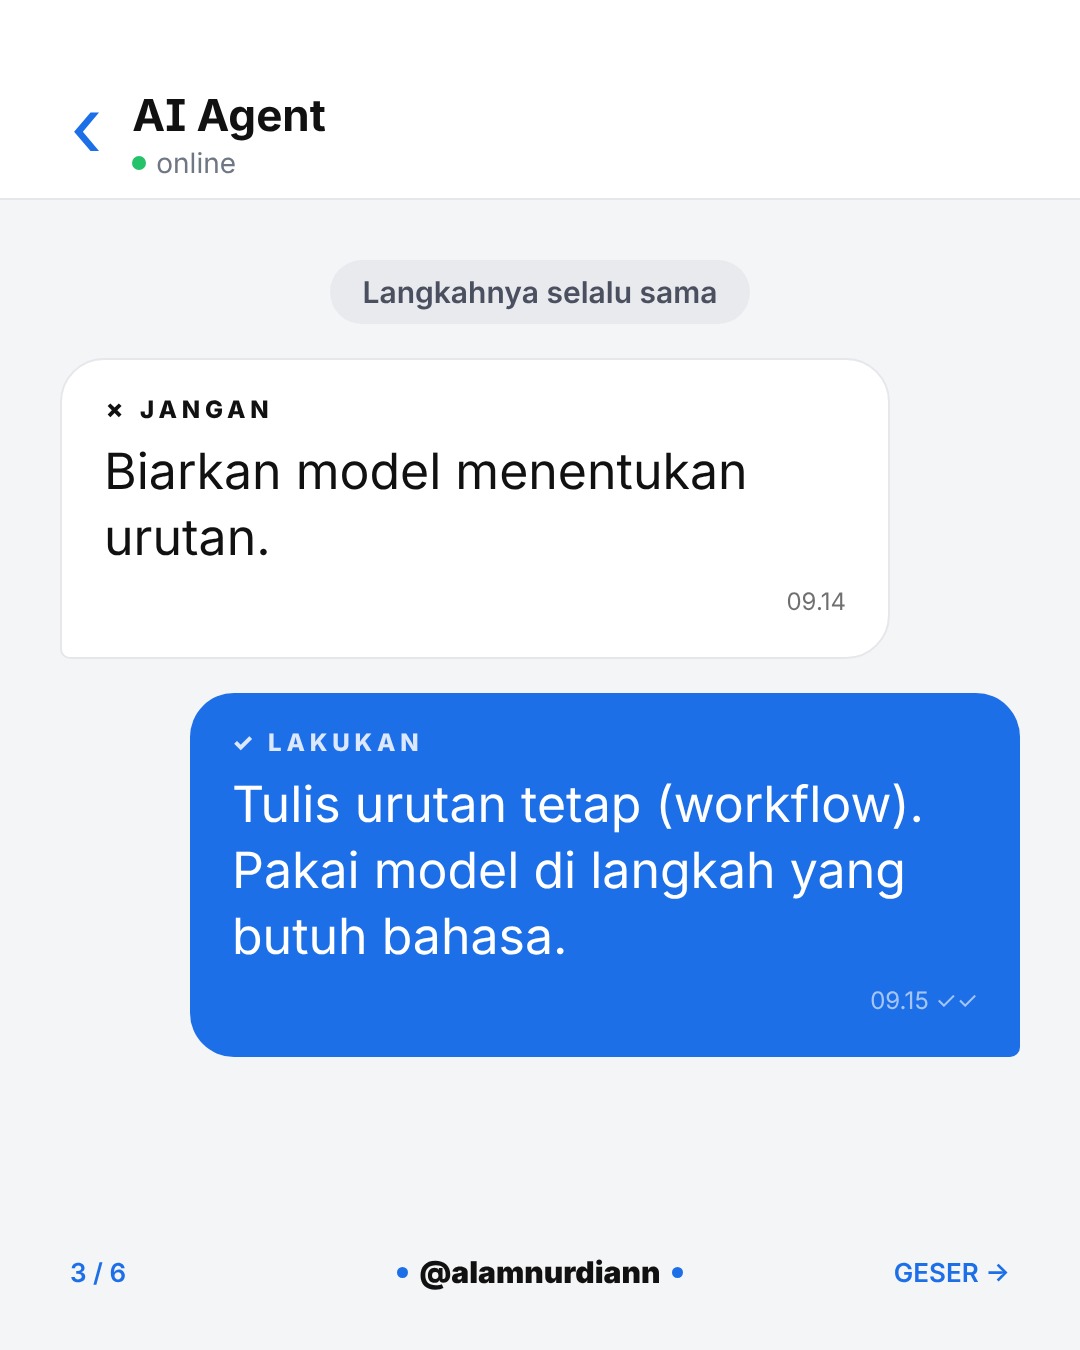 AI Agent
online
Langkahnya selalu sama
× JANGAN
Biarkan model menentukan
urutan.
09.14
✓ LAKUKAN
Tulis urutan tetap (workflow).
Pakai model di langkah yang
butuh bahasa.
09.15 ✓✓
3 / 6
• @alamnurdiann •
GESER →